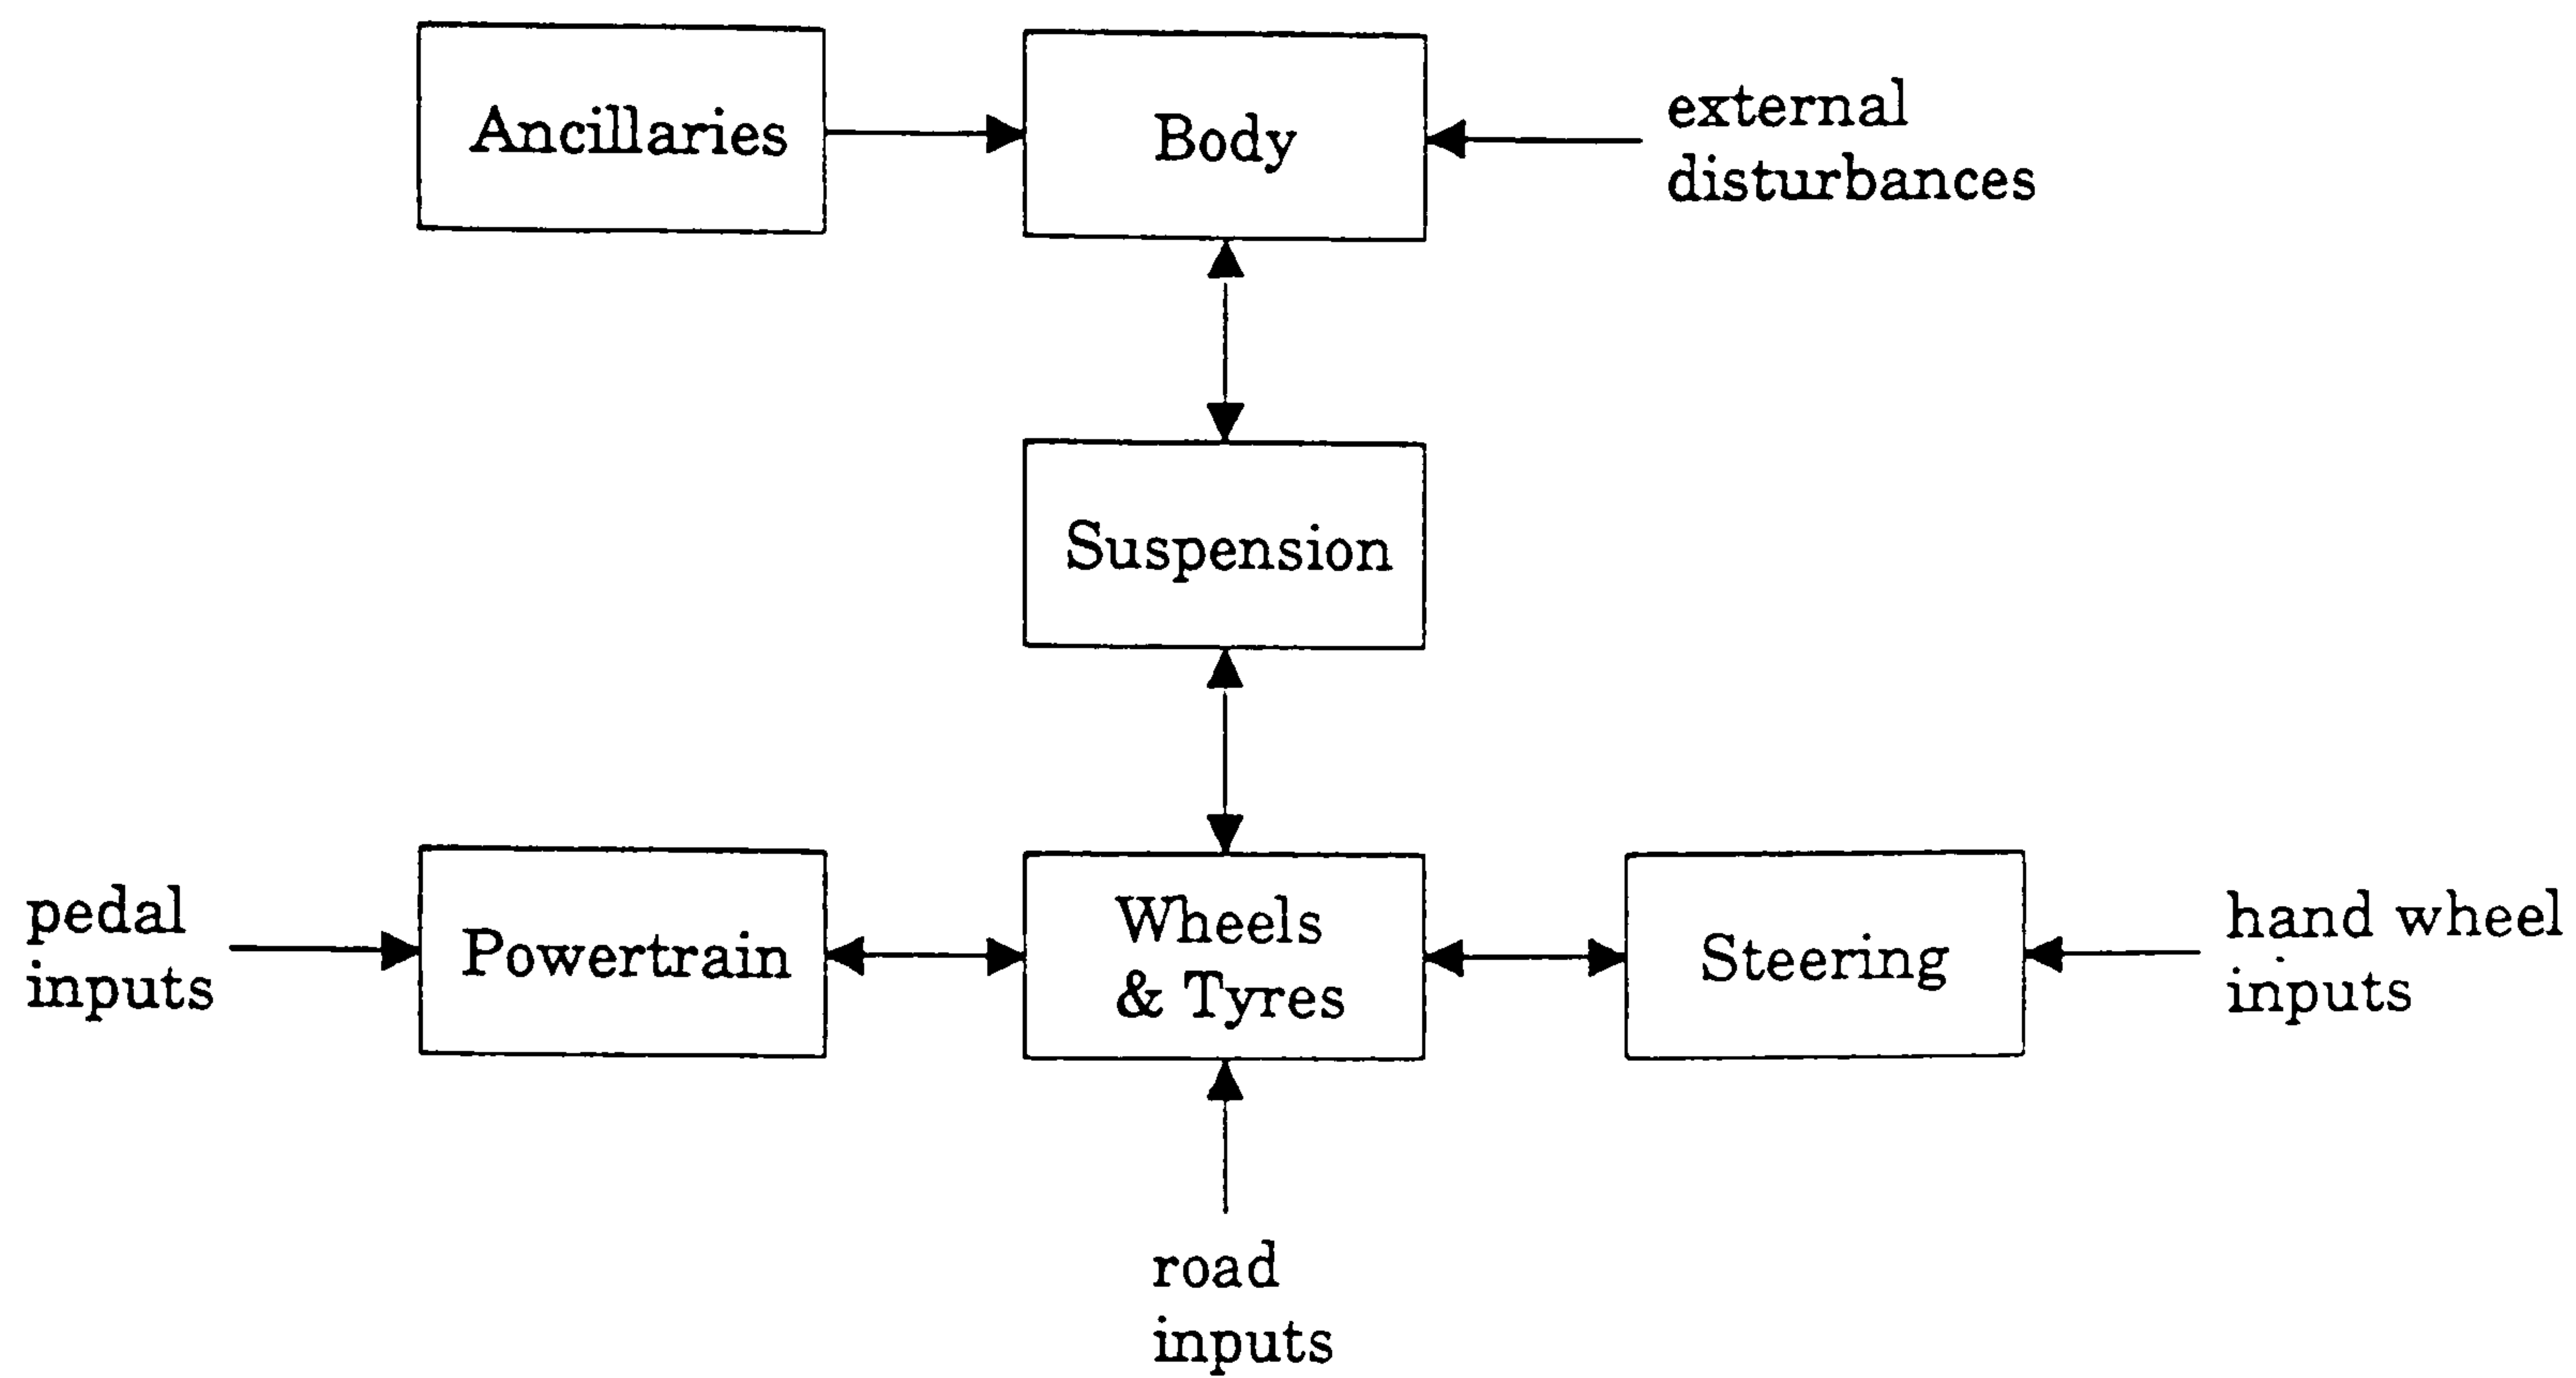 Ancillaries
Body
external
disturbances
Suspension
pedal
inputs
Powertrain
Wheels
& Tyres
Steering
hand wheel
inputs
road
inputs